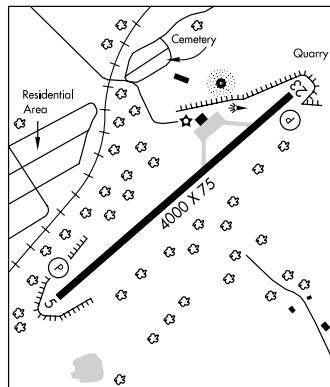 Cemetery
Quarry
Residential
Area
23
P
4000 X 75
P
5